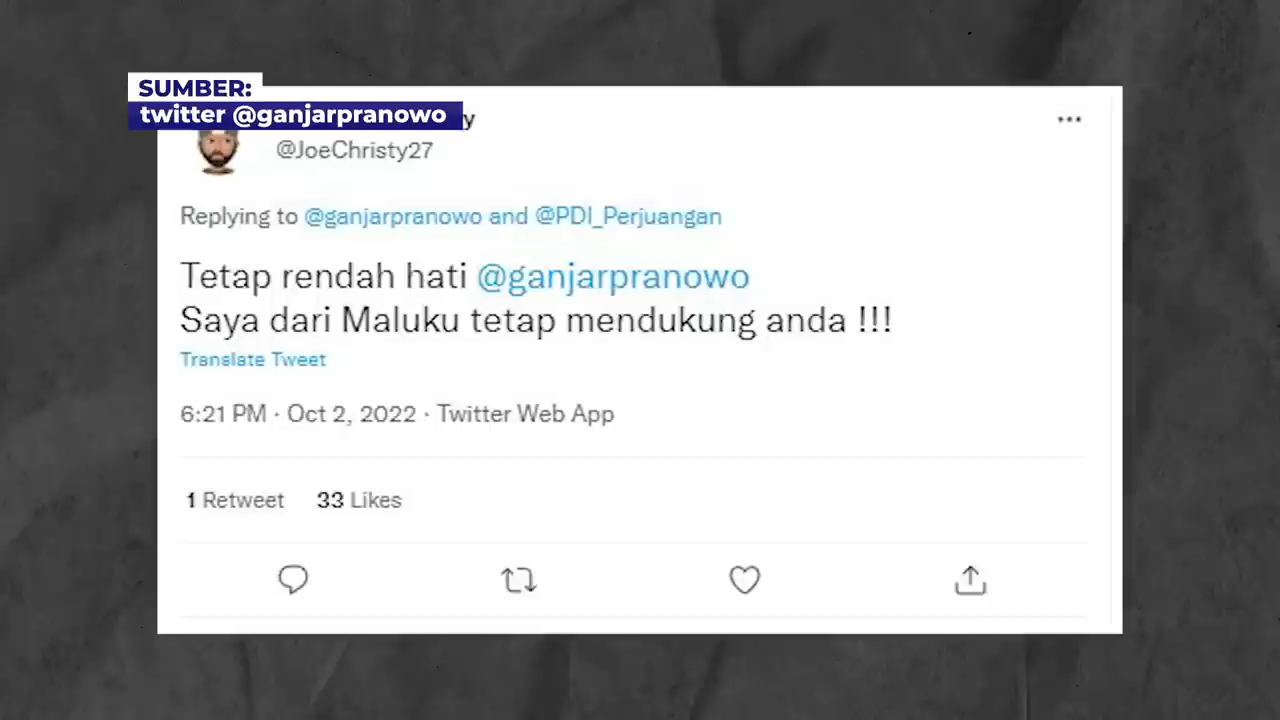 SUMBER:
twitter @ganjarpranowo
@JoeChristy27
Replying to @ganjarpranowo and @PDI_Perjuangan
Tetap rendah hati @ganjarpranowo
Saya dari Maluku tetap mendukung anda !!!
Translate Tweet
6:21 PM · Oct 2, 2022 · Twitter Web App
1 Retweet 33 Likes